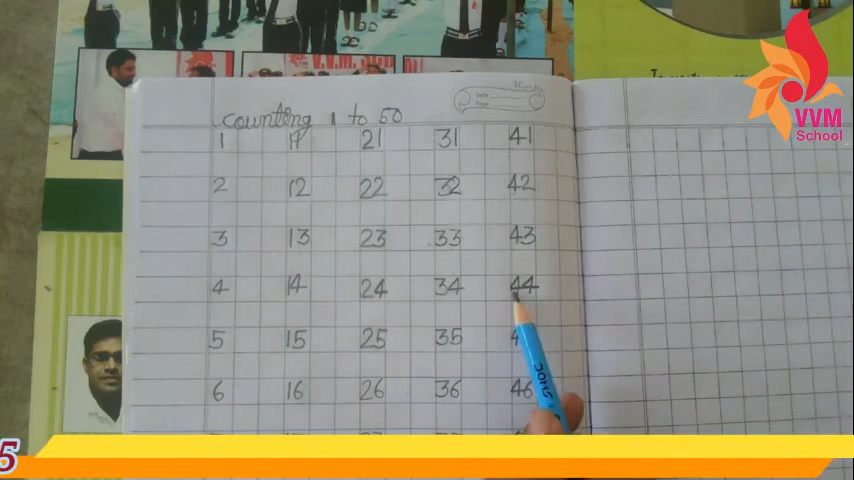 VVM
School
counting 1 to 50
1 11 21 31 41
2 12 22 32 42
3 13 23 33 43
4 14 24 34 44
5 15 25 35
6 16 26 36 46
5